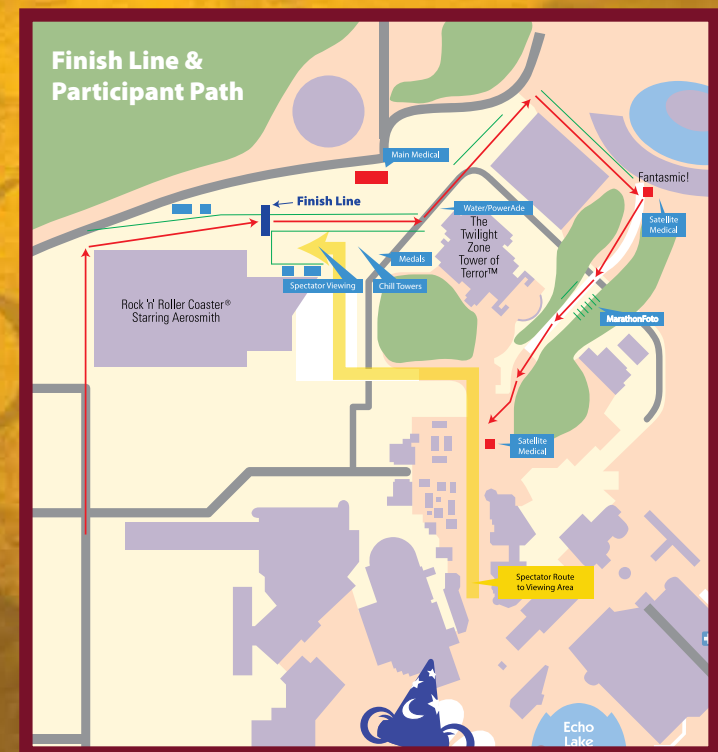 Finish Line &
Participant Path
Main Medical
Finish Line
Fantasmic!
Water/PowerAde
Satellite
Medical
The
Twilight
Zone
Tower of
Terror™
Medals
Spectator Viewing
Chill Towers
Rock 'n' Roller Coaster®
Starring Aerosmith
MarathonFoto
Satellite
Medical
Spectator Route
to Viewing Area
Echo
Lake